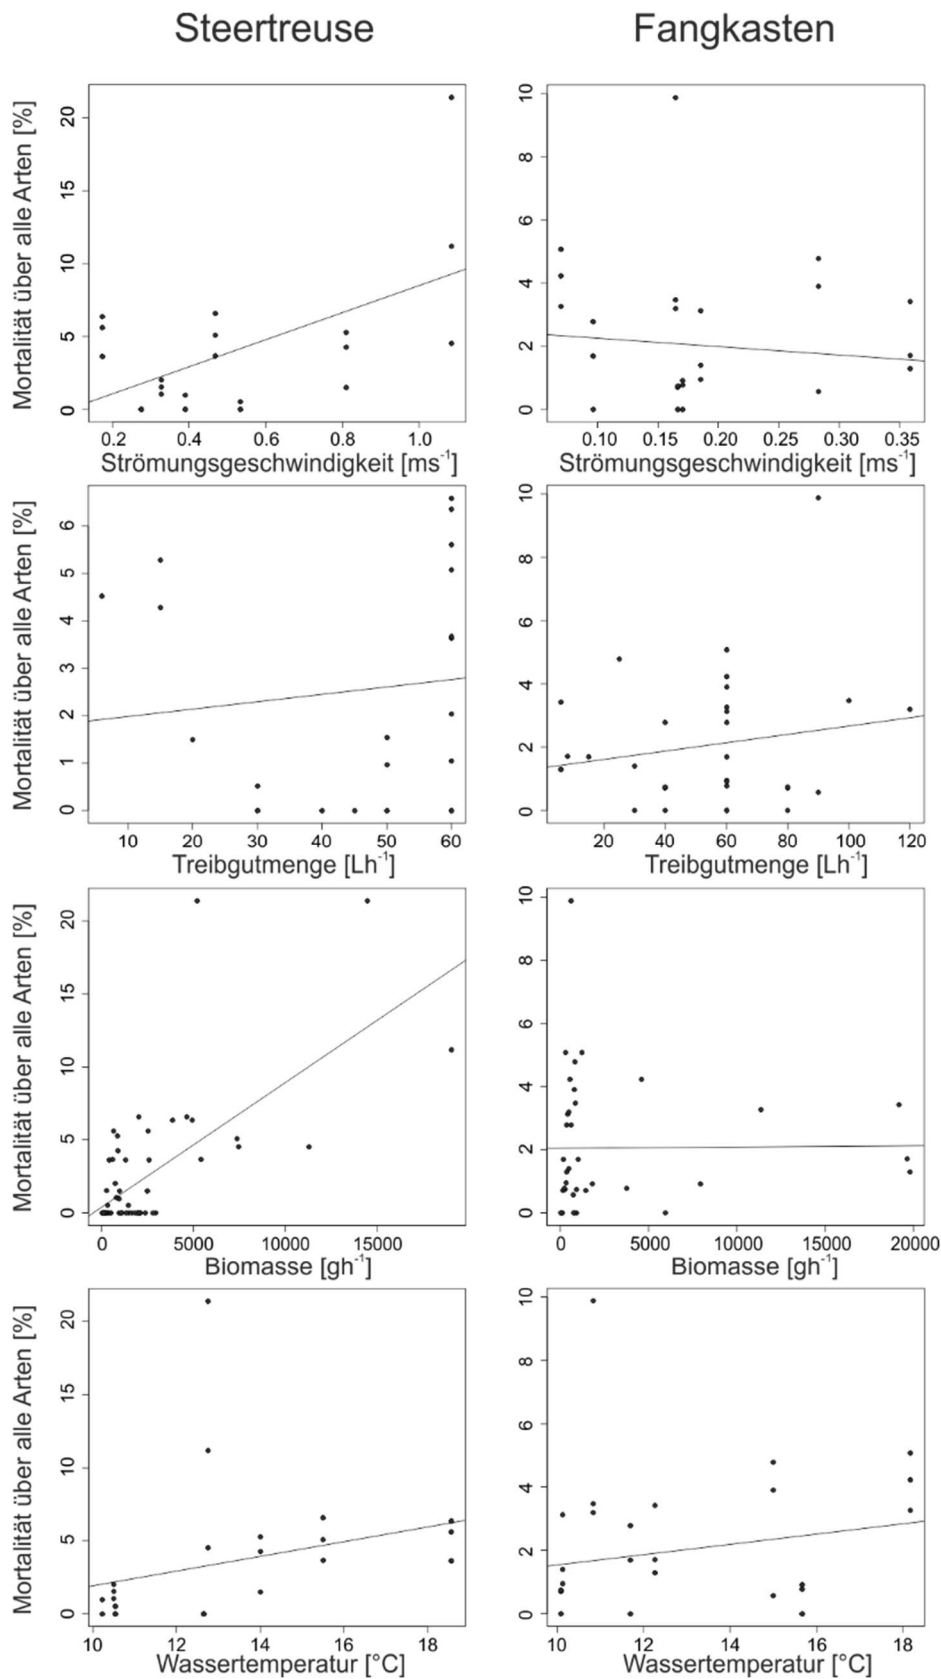 Steertreuse Fangkasten
Mortalität über alle Arten [%]
0 5 10 15 20
0.2 0.4 0.6 0.8 1.0
Strömungsgeschwindigkeit [ms⁻¹]
0 2 4 6 8 10
0.10 0.15 0.20 0.25 0.30 0.35
Strömungsgeschwindigkeit [ms⁻¹]
Mortalität über alle Arten [%]
0 1 2 3 4 5 6
10 20 30 40 50 60
Treibgutmenge [Lh⁻¹]
0 2 4 6 8 10
20 40 60 80 100 120
Treibgutmenge [Lh⁻¹]
Mortalität über alle Arten [%]
0 5 10 15 20
0 5000 10000 15000
Biomasse [gh⁻¹]
0 2 4 6 8 10
0 5000 10000 15000 20000
Biomasse [gh⁻¹]
Mortalität über alle Arten [%]
0 5 10 15 20
10 12 14 16 18
Wassertemperatur [°C]
0 2 4 6 8 10
10 12 14 16 18
Wassertemperatur [°C]